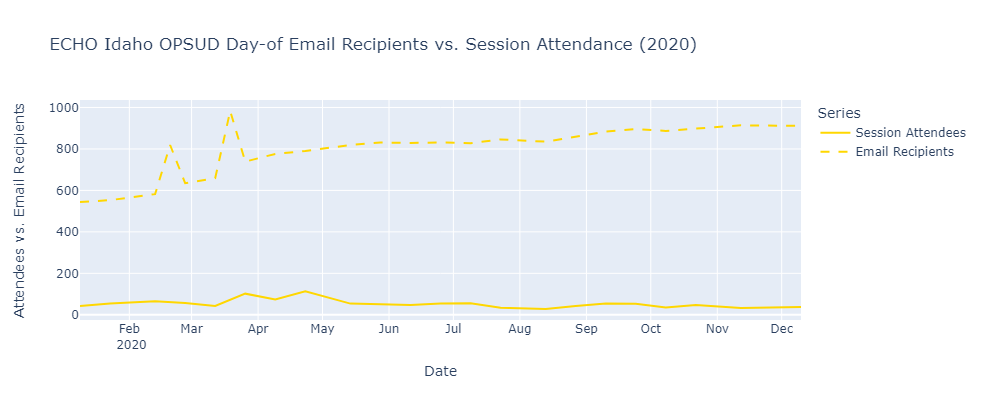 ECHO Idaho OPSUD Day-of Email Recipients vs. Session Attendance (2020)
Attendees vs. Email Recipients
1000
800
600
400
200
0
Feb
2020
Mar
Apr
May
Jun
Jul
Aug
Sep
Oct
Nov
Dec
Date
Series
Session Attendees
Email Recipients